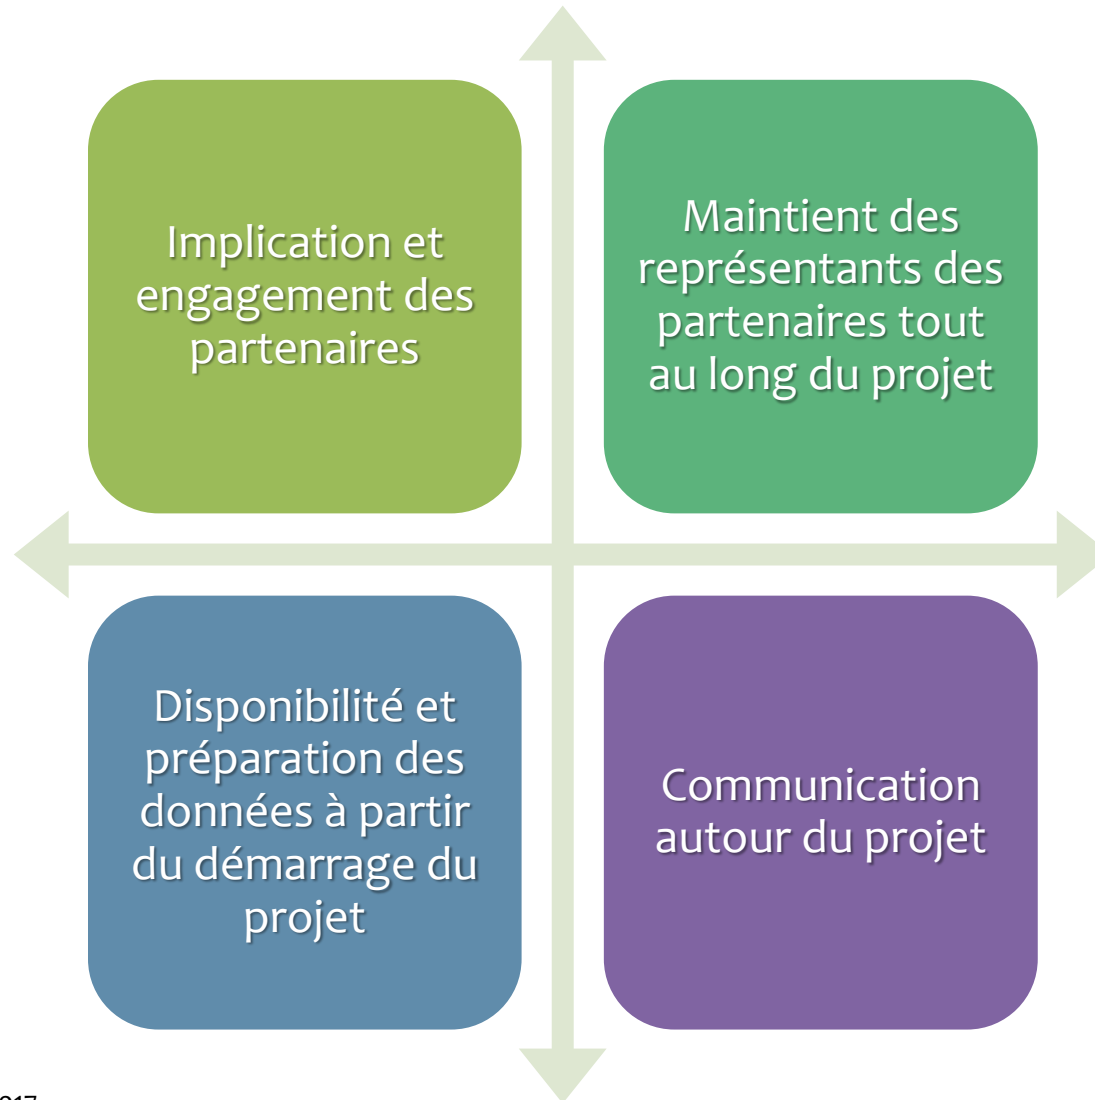 Implication et
engagement des
partenaires
Maintient des
représentants des
partenaires tout
au long du projet
Disponibilité et
préparation des
données à partir
du démarrage du
projet
Communication
autour du projet